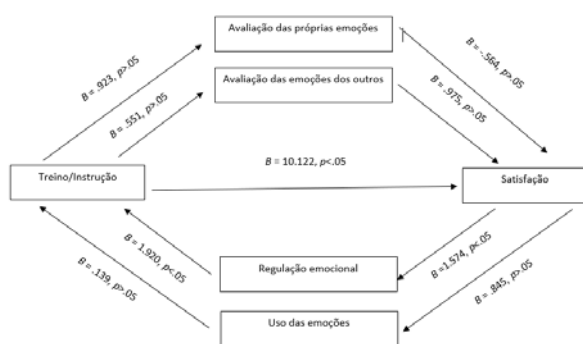 Avaliação das próprias emoções
B = .923, p>.05
B = -.564, p>.05
Avaliação das emoções dos outros
B = .551, p>.05
B = .975, p>.05
B = 10.122, p<.05
Treino/Instrução
Satisfação
B = 1.920, p<.05
B =1.574, p<.05
Regulação emocional
B = .139, p>.05
B = .845, p>.05
Uso das emoções